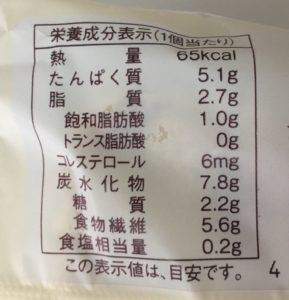 栄養成分表示(1個当たり)
熱量 65kcal
たんぱく質 5.1g
脂質 2.7g
飽和脂肪酸 1.0g
トランス脂肪酸 0g
コレステロール 6mg
炭水化物 7.8g
糖質 2.2g
食物繊維 5.6g
食塩相当量 0.2g
この表示値は、目安です。 4